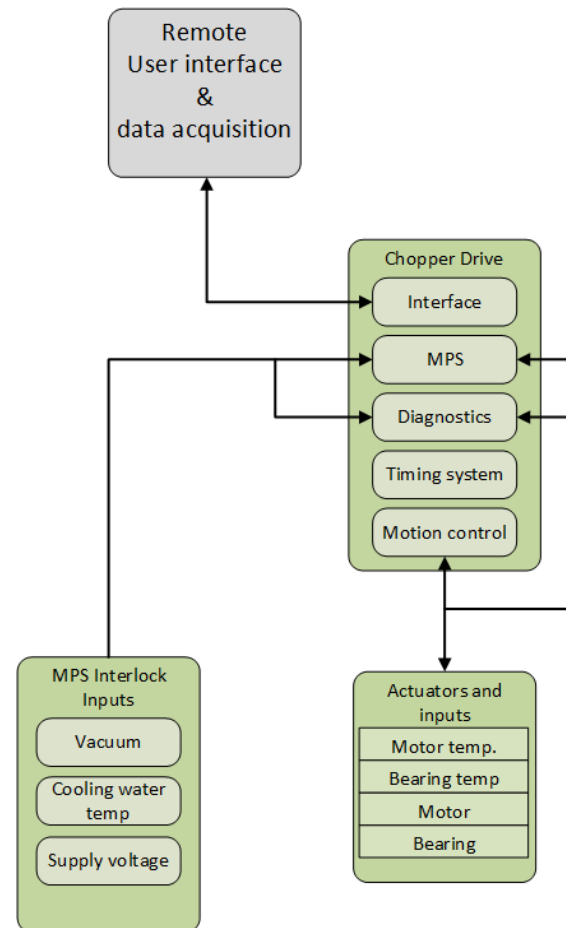 Remote
User interface
&
data acquisition
Chopper Drive
Interface
MPS
Diagnostics
Timing system
Motion control
MPS Interlock
Inputs
Vacuum
Cooling water
temp
Supply voltage
Actuators and
inputs
Motor temp.
Bearing temp
Motor
Bearing